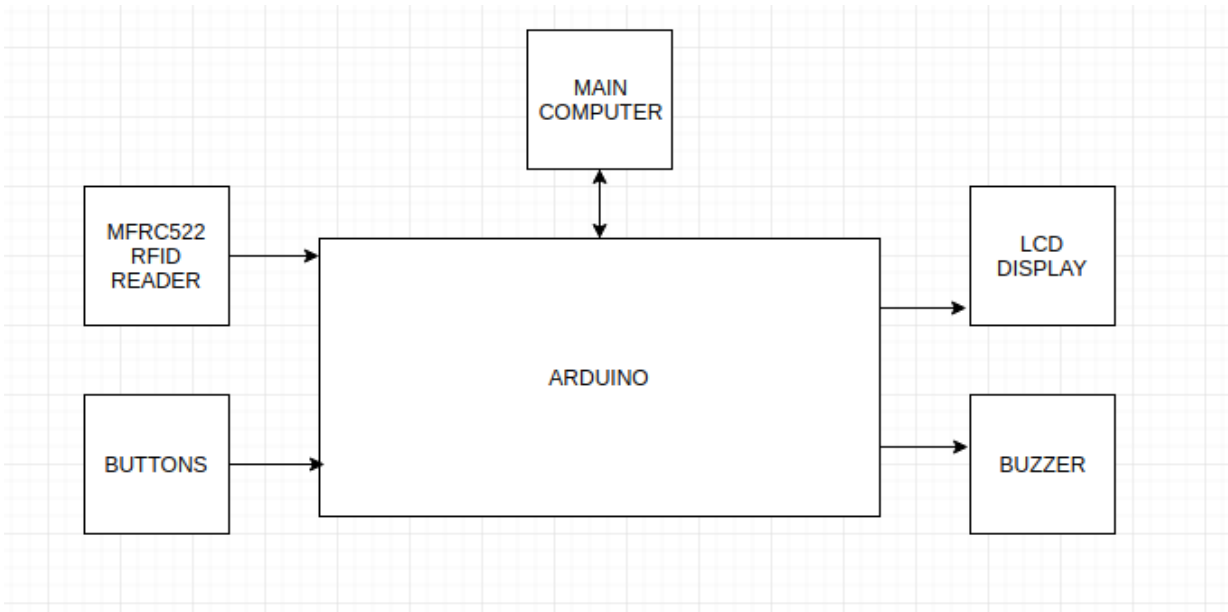 MAIN
COMPUTER
MFRC522
RFID
READER
LCD
DISPLAY
ARDUINO
BUTTONS
BUZZER